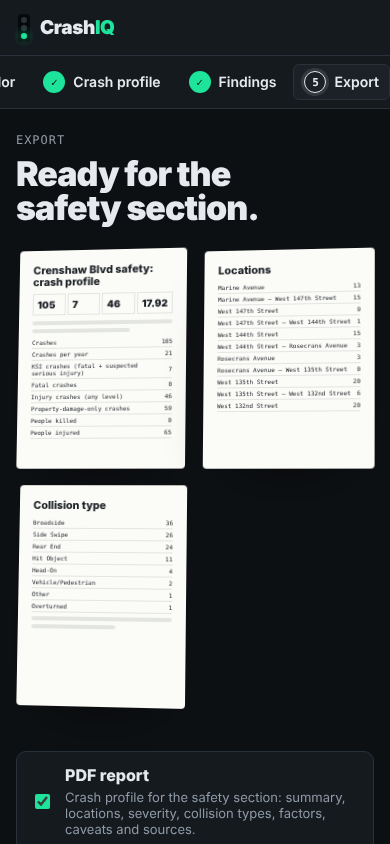 CrashIQ
lor
✓ Crash profile
✓ Findings
5 Export
EXPORT
Ready for the
safety section.
Crenshaw Blvd safety:
crash profile
105 7 46 17.92
Crashes 105
Crashes per year 21
KSI crashes (fatal + suspected
serious injury) 7
Fatal crashes 0
Injury crashes (any level) 46
Property-damage-only crashes 59
People killed 0
People injured 65
Locations
Marine Avenue 13
Marine Avenue – West 147th Street 15
West 147th Street 9
West 147th Street – West 144th Street 1
West 144th Street 15
West 144th Street – Rosecrans Avenue 3
Rosecrans Avenue 3
Rosecrans Avenue – West 135th Street 0
West 135th Street 20
West 135th Street – West 132nd Street 6
West 132nd Street 20
Collision type
Broadside 36
Side Swipe 26
Rear End 24
Hit Object 11
Head-On 4
Vehicle/Pedestrian 2
Other 1
Overturned 1
PDF report
Crash profile for the safety section: summary,
locations, severity, collision types, factors,
caveats and sources.